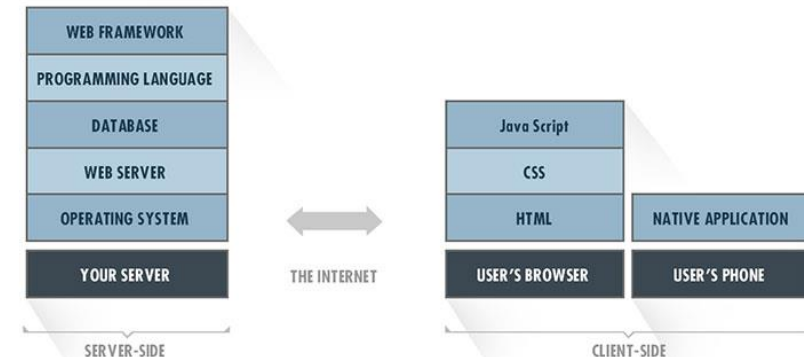 WEB FRAMEWORK
PROGRAMMING LANGUAGE
DATABASE
WEB SERVER
OPERATING SYSTEM
YOUR SERVER
SERVER-SIDE
THE INTERNET
Java Script
CSS
HTML
USER'S BROWSER
NATIVE APPLICATION
USER'S PHONE
CLIENT-SIDE